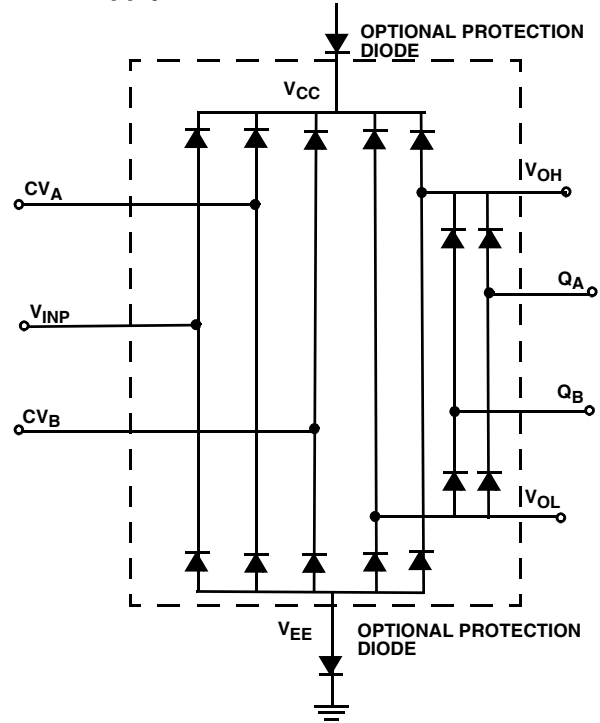 OPTIONAL PROTECTION
DIODE
VCC
CVA
VOH
QA
VINP
QB
CVB
VOL
VEE
OPTIONAL PROTECTION
DIODE